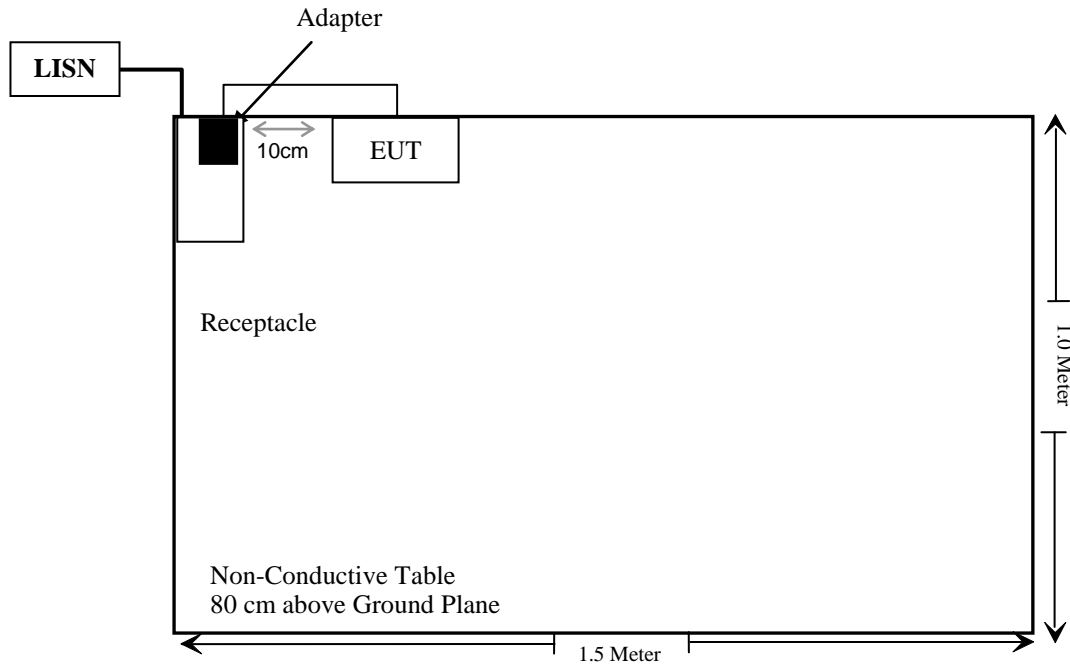 Adapter
LISN
10cm
EUT
Receptacle
1.0 Meter
Non-Conductive Table
80 cm above Ground Plane
1.5 Meter